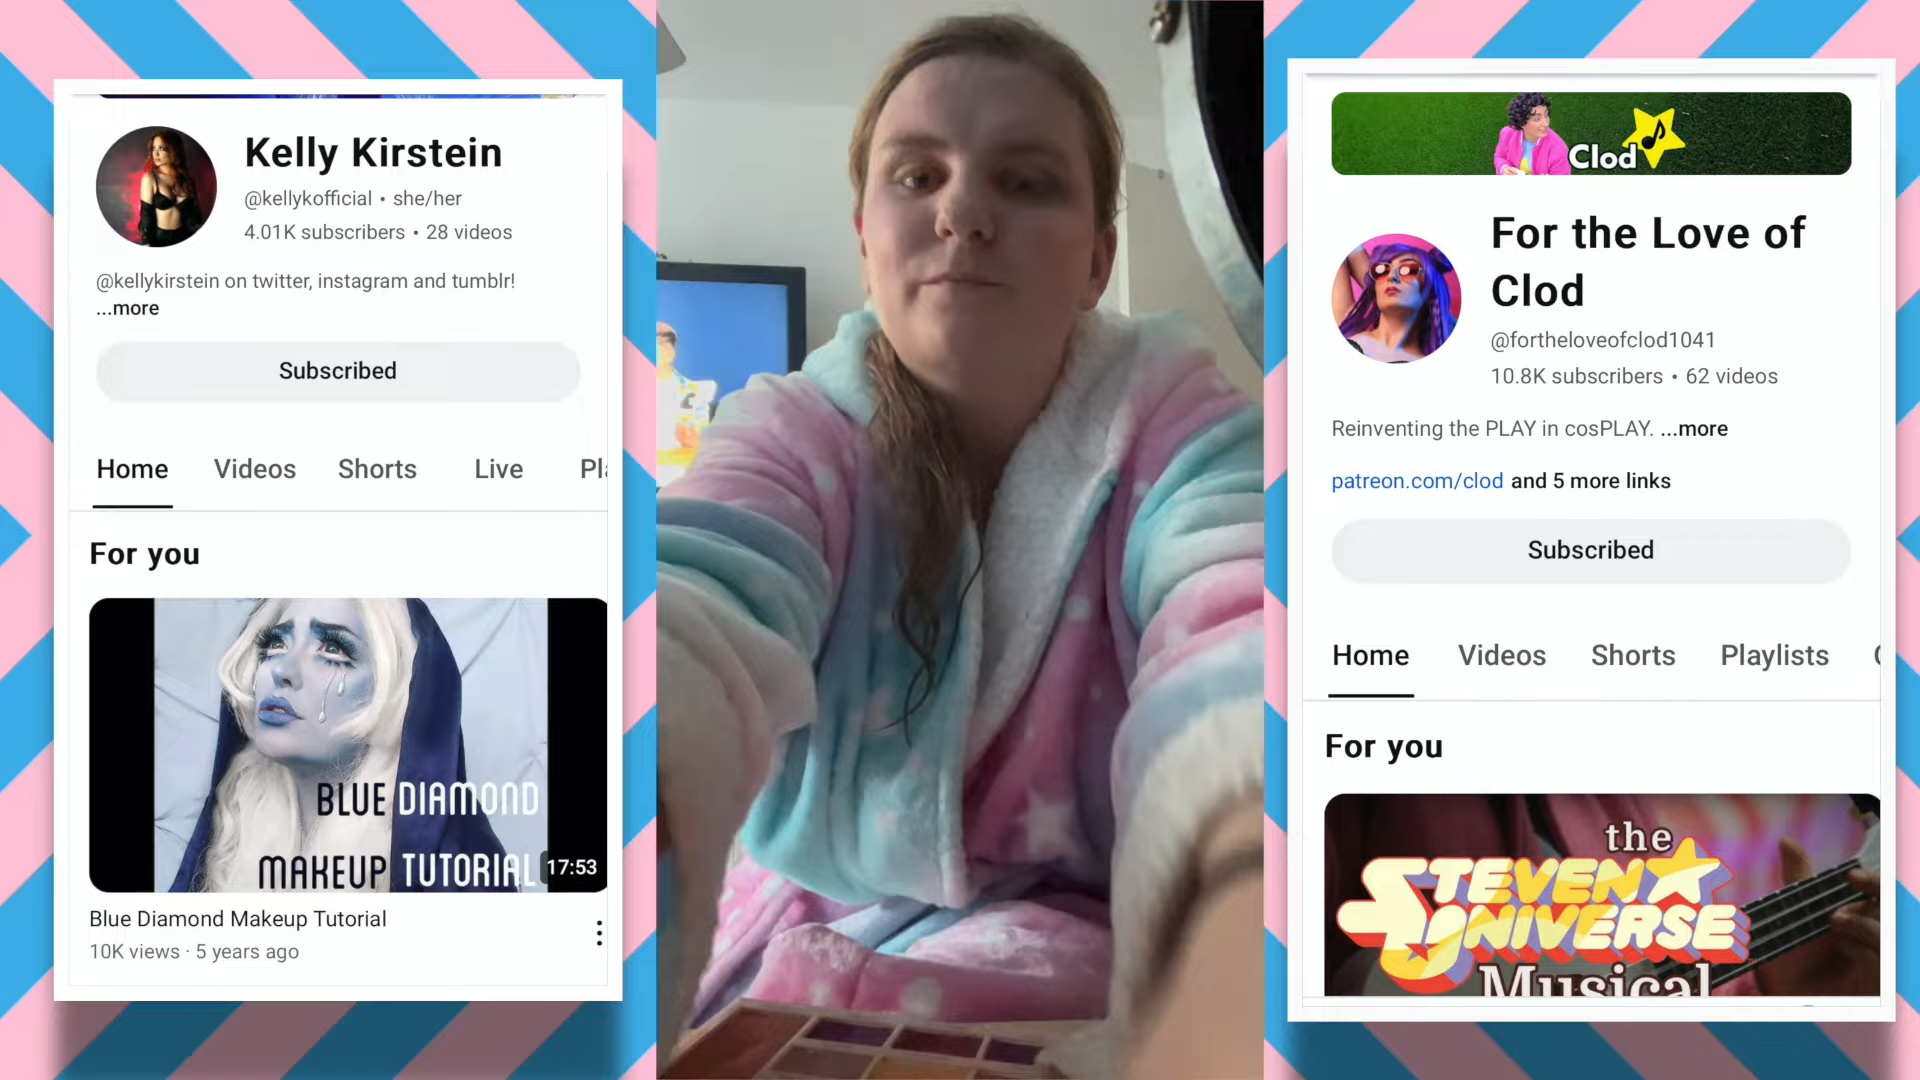 Kelly Kirstein
@kellykofficial • she/her
4.01K subscribers • 28 videos
@kellykirstein on twitter, instagram and tumblr!
...more
Subscribed
Home Videos Shorts Live
For you
BLUE DIAMOND
MAKEUP TUTORIAL
17:53
Blue Diamond Makeup Tutorial
10K views · 5 years ago
Clod
For the Love of
Clod
@fortheloveofclod1041
10.8K subscribers • 62 videos
Reinventing the PLAY in cosPLAY. ...more
patreon.com/clod and 5 more links
Subscribed
Home Videos Shorts Playlists
For you
the
STEVEN
UNIVERSE
Musical